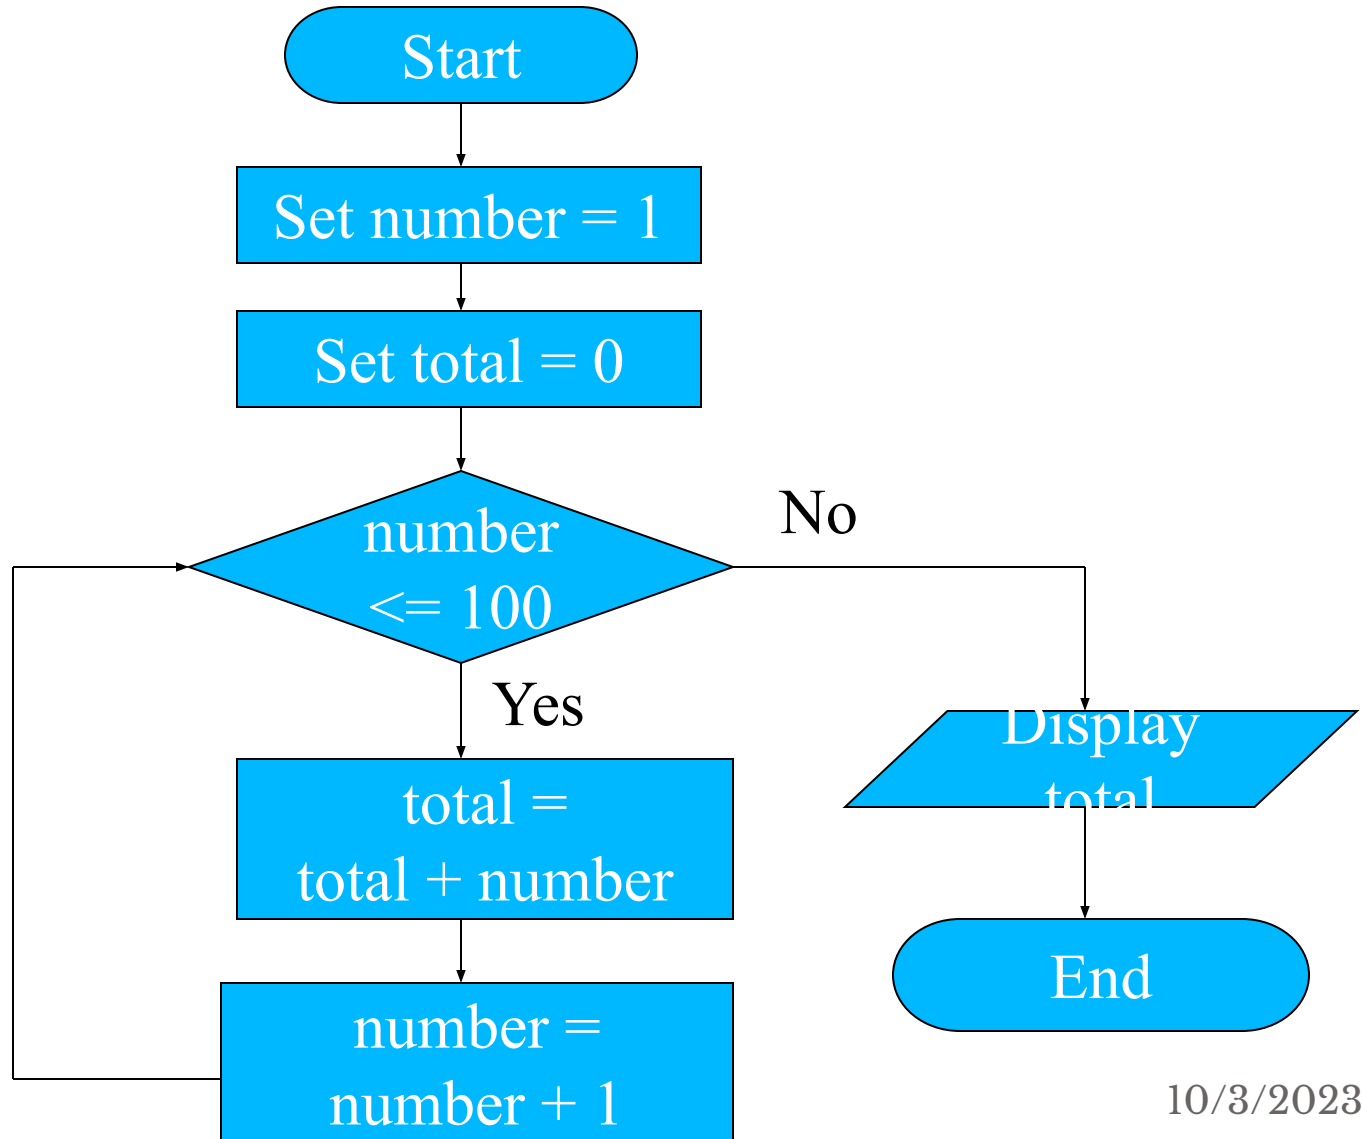 Start
Set number = 1
Set total = 0
number
<= 100
No
Yes
total =
total + number
number =
number + 1
Display
total
End
10/3/2023